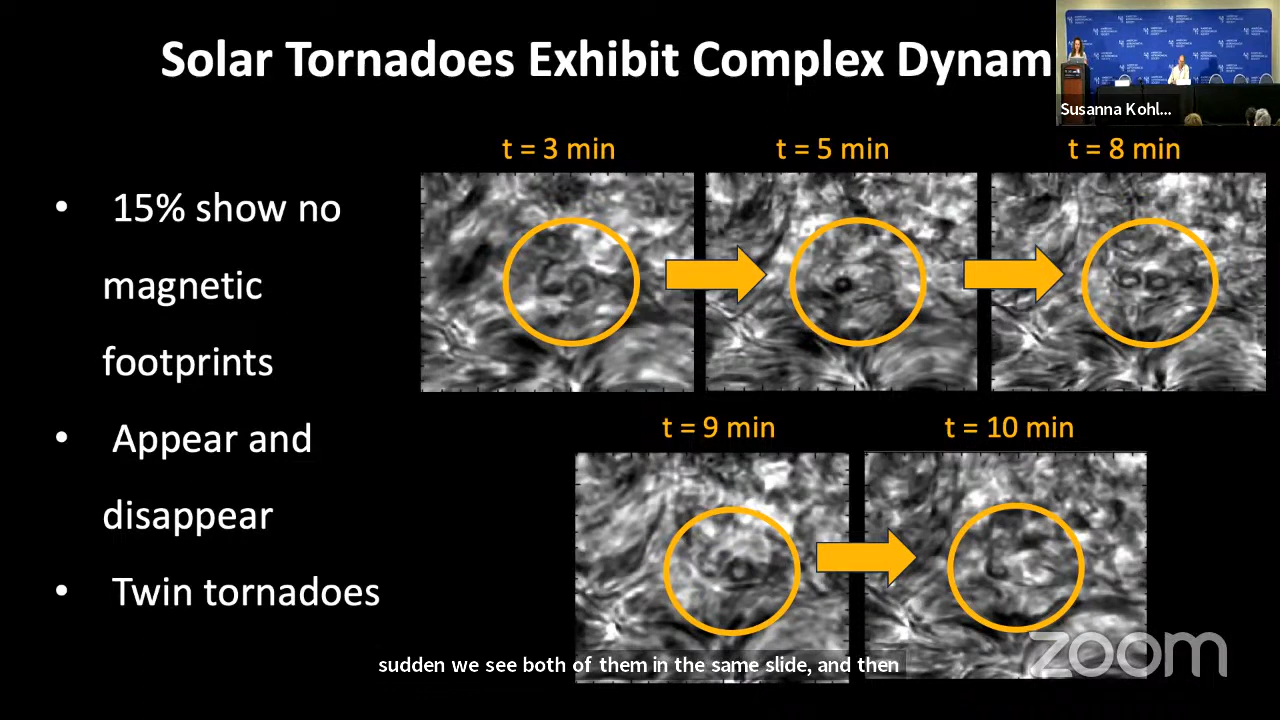 Solar Tornadoes Exhibit Complex Dynam
Susanna Kohl...
t = 3 min
t = 5 min
t = 8 min
• 15% show no
magnetic
footprints
• Appear and
disappear
• Twin tornadoes
t = 9 min
t = 10 min
sudden we see both of them in the same slide, and then
zoom